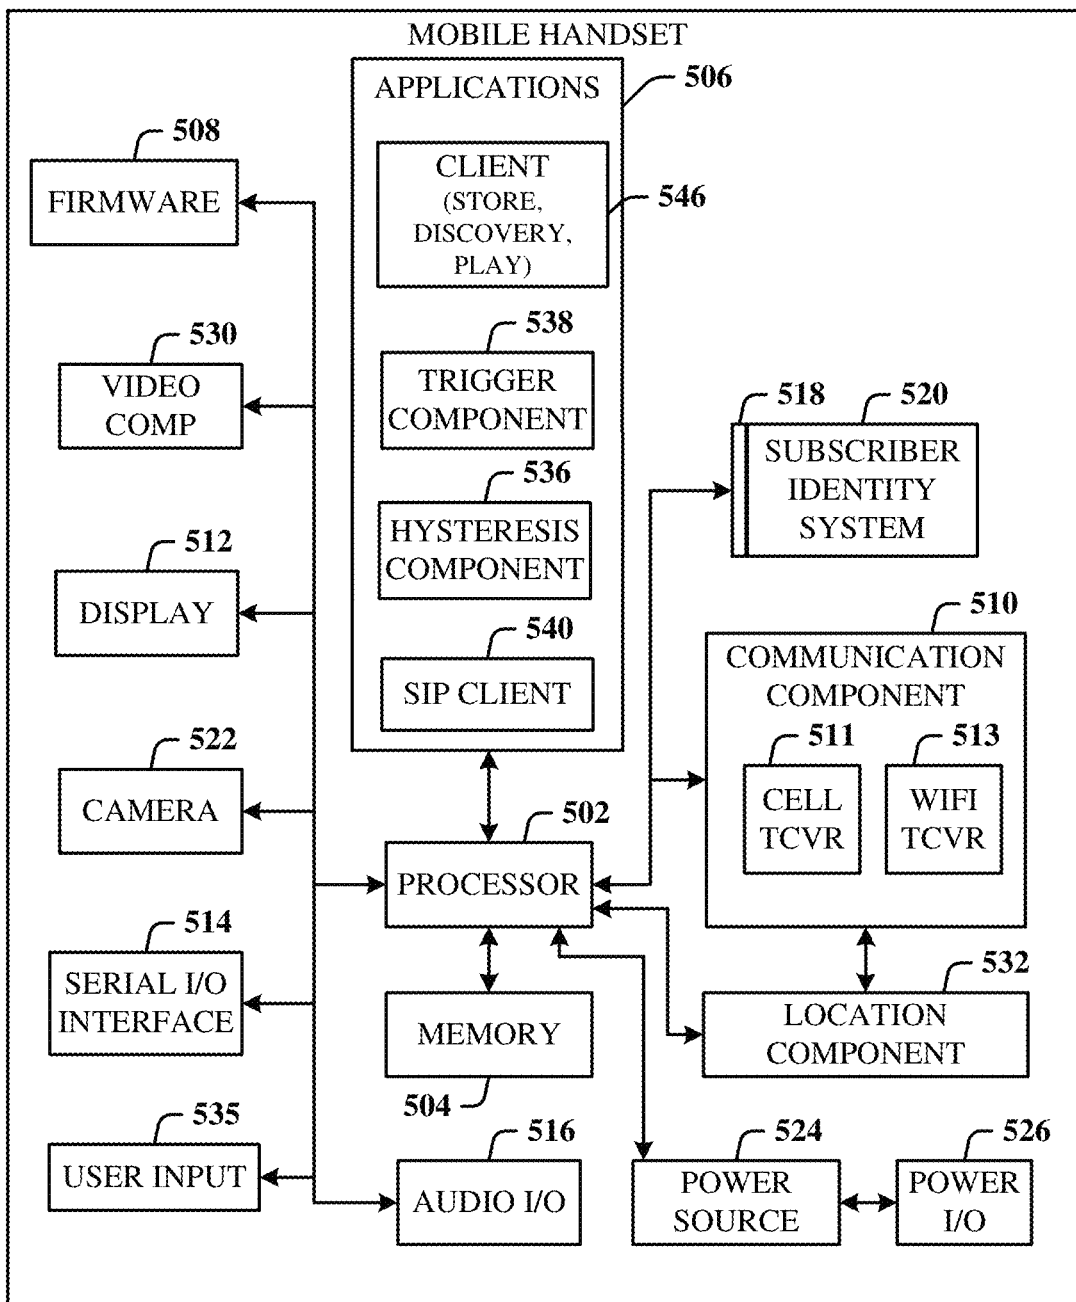 MOBILE HANDSET
506
APPLICATIONS
CLIENT
(STORE,
DISCOVERY,
PLAY)
546
538
TRIGGER
COMPONENT
536
HYSTERESIS
COMPONENT
540
SIP CLIENT
508
FIRMWARE
530
VIDEO
COMP
512
DISPLAY
522
CAMERA
514
SERIAL I/O
INTERFACE
535
USER INPUT
502
PROCESSOR
MEMORY
504
516
AUDIO I/O
518
520
SUBSCRIBER
IDENTITY
SYSTEM
510
COMMUNICATION
COMPONENT
511
CELL
TCVR
513
WIFI
TCVR
532
LOCATION
COMPONENT
524
POWER
SOURCE
526
POWER
I/O